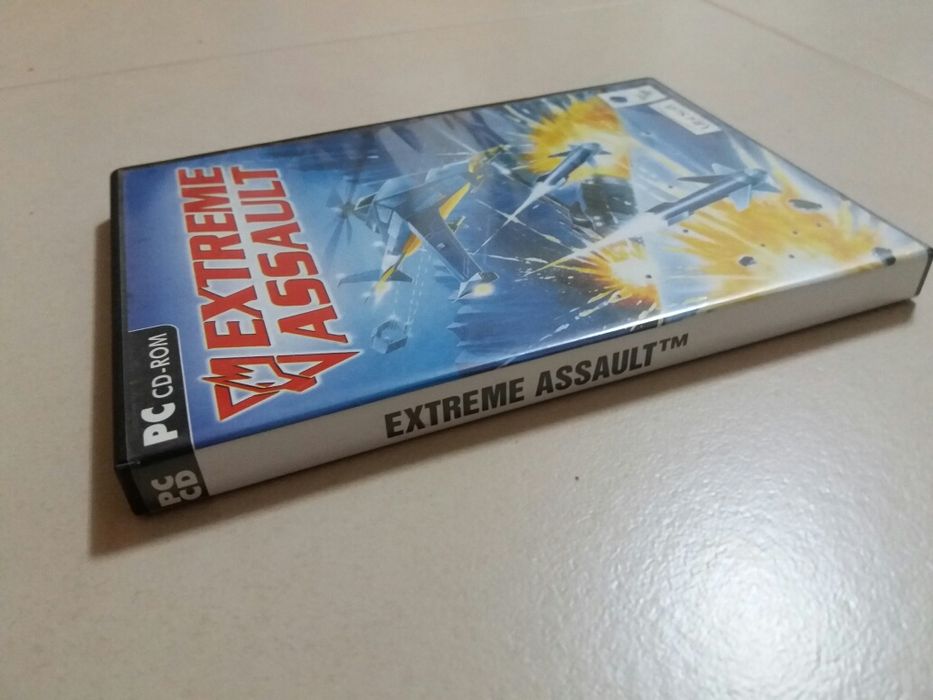 PC CD-ROM
EXTREME
ASSAULT
PC
CD
EXTREME ASSAULT™